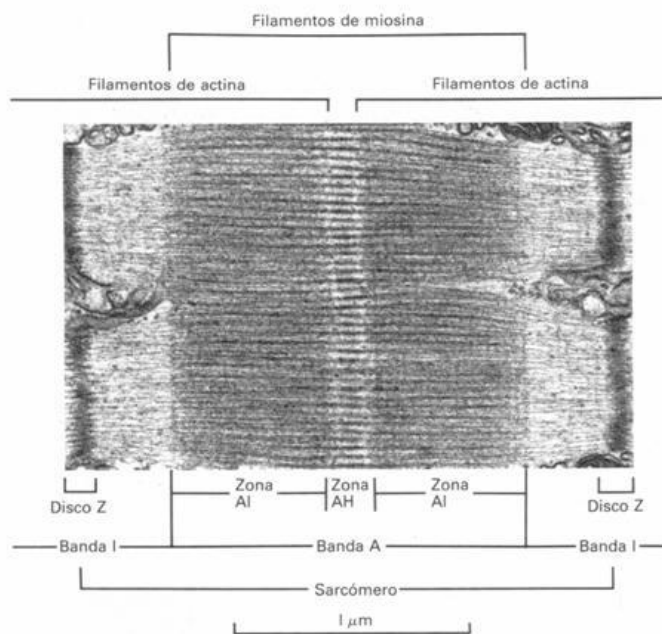 Filamentos de miosina
Filamentos de actina Filamentos de actina
Zona Zona Zona
AI AH AI
Disco Z Disco Z
Banda I Banda A Banda I
Sarcómero
1 μm